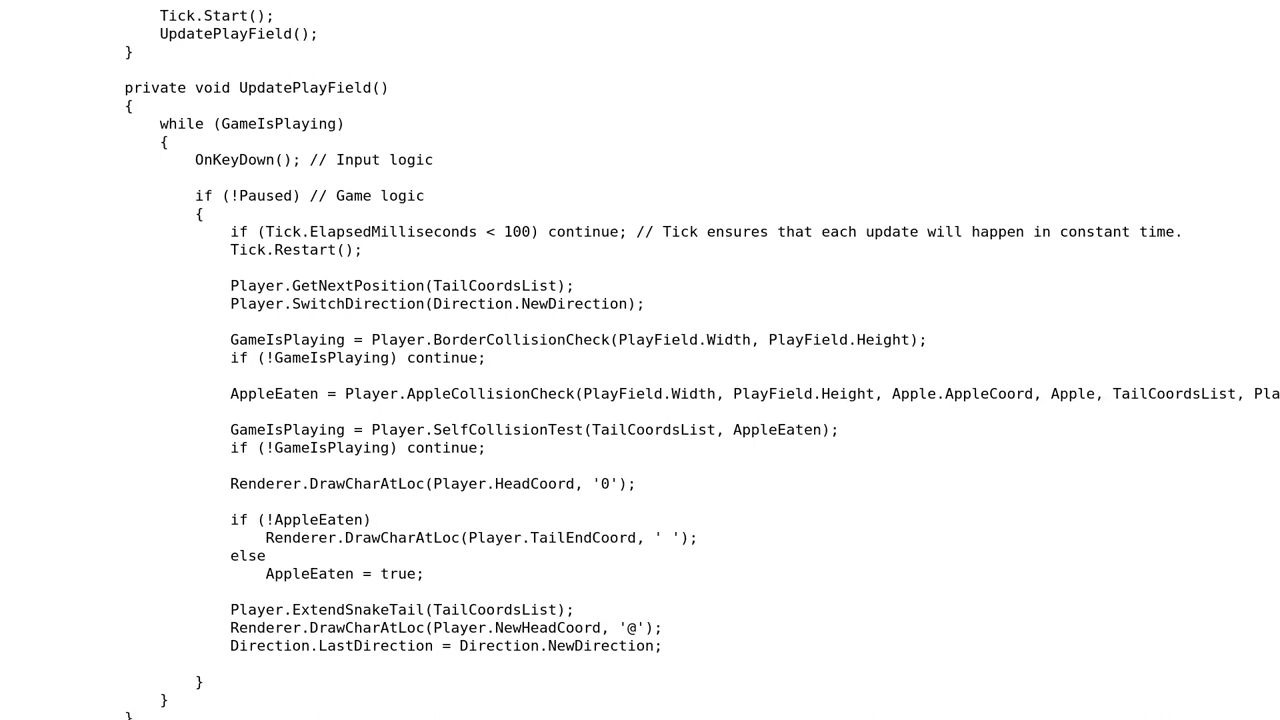 Tick.Start();
UpdatePlayField();
}
private void UpdatePlayField()
{
while (GameIsPlaying)
{
OnKeyDown(); // Input logic
if (!Paused) // Game logic
{
if (Tick.ElapsedMilliseconds < 100) continue; // Tick ensures that each update will happen in constant time.
Tick.Restart();
Player.GetNextPosition(TailCoordsList);
Player.SwitchDirection(Direction.NewDirection);
GameIsPlaying = Player.BorderCollisionCheck(PlayField.Width, PlayField.Height);
if (!GameIsPlaying) continue;
AppleEaten = Player.AppleCollisionCheck(PlayField.Width, PlayField.Height, Apple.AppleCoord, Apple, TailCoordsList, Pla
GameIsPlaying = Player.SelfCollisionTest(TailCoordsList, AppleEaten);
if (!GameIsPlaying) continue;
Renderer.DrawCharAtLoc(Player.HeadCoord, '0');
if (!AppleEaten)
Renderer.DrawCharAtLoc(Player.TailEndCoord, ' ');
else
AppleEaten = true;
Player.ExtendSnakeTail(TailCoordsList);
Renderer.DrawCharAtLoc(Player.NewHeadCoord, '@');
Direction.LastDirection = Direction.NewDirection;
}
}
}